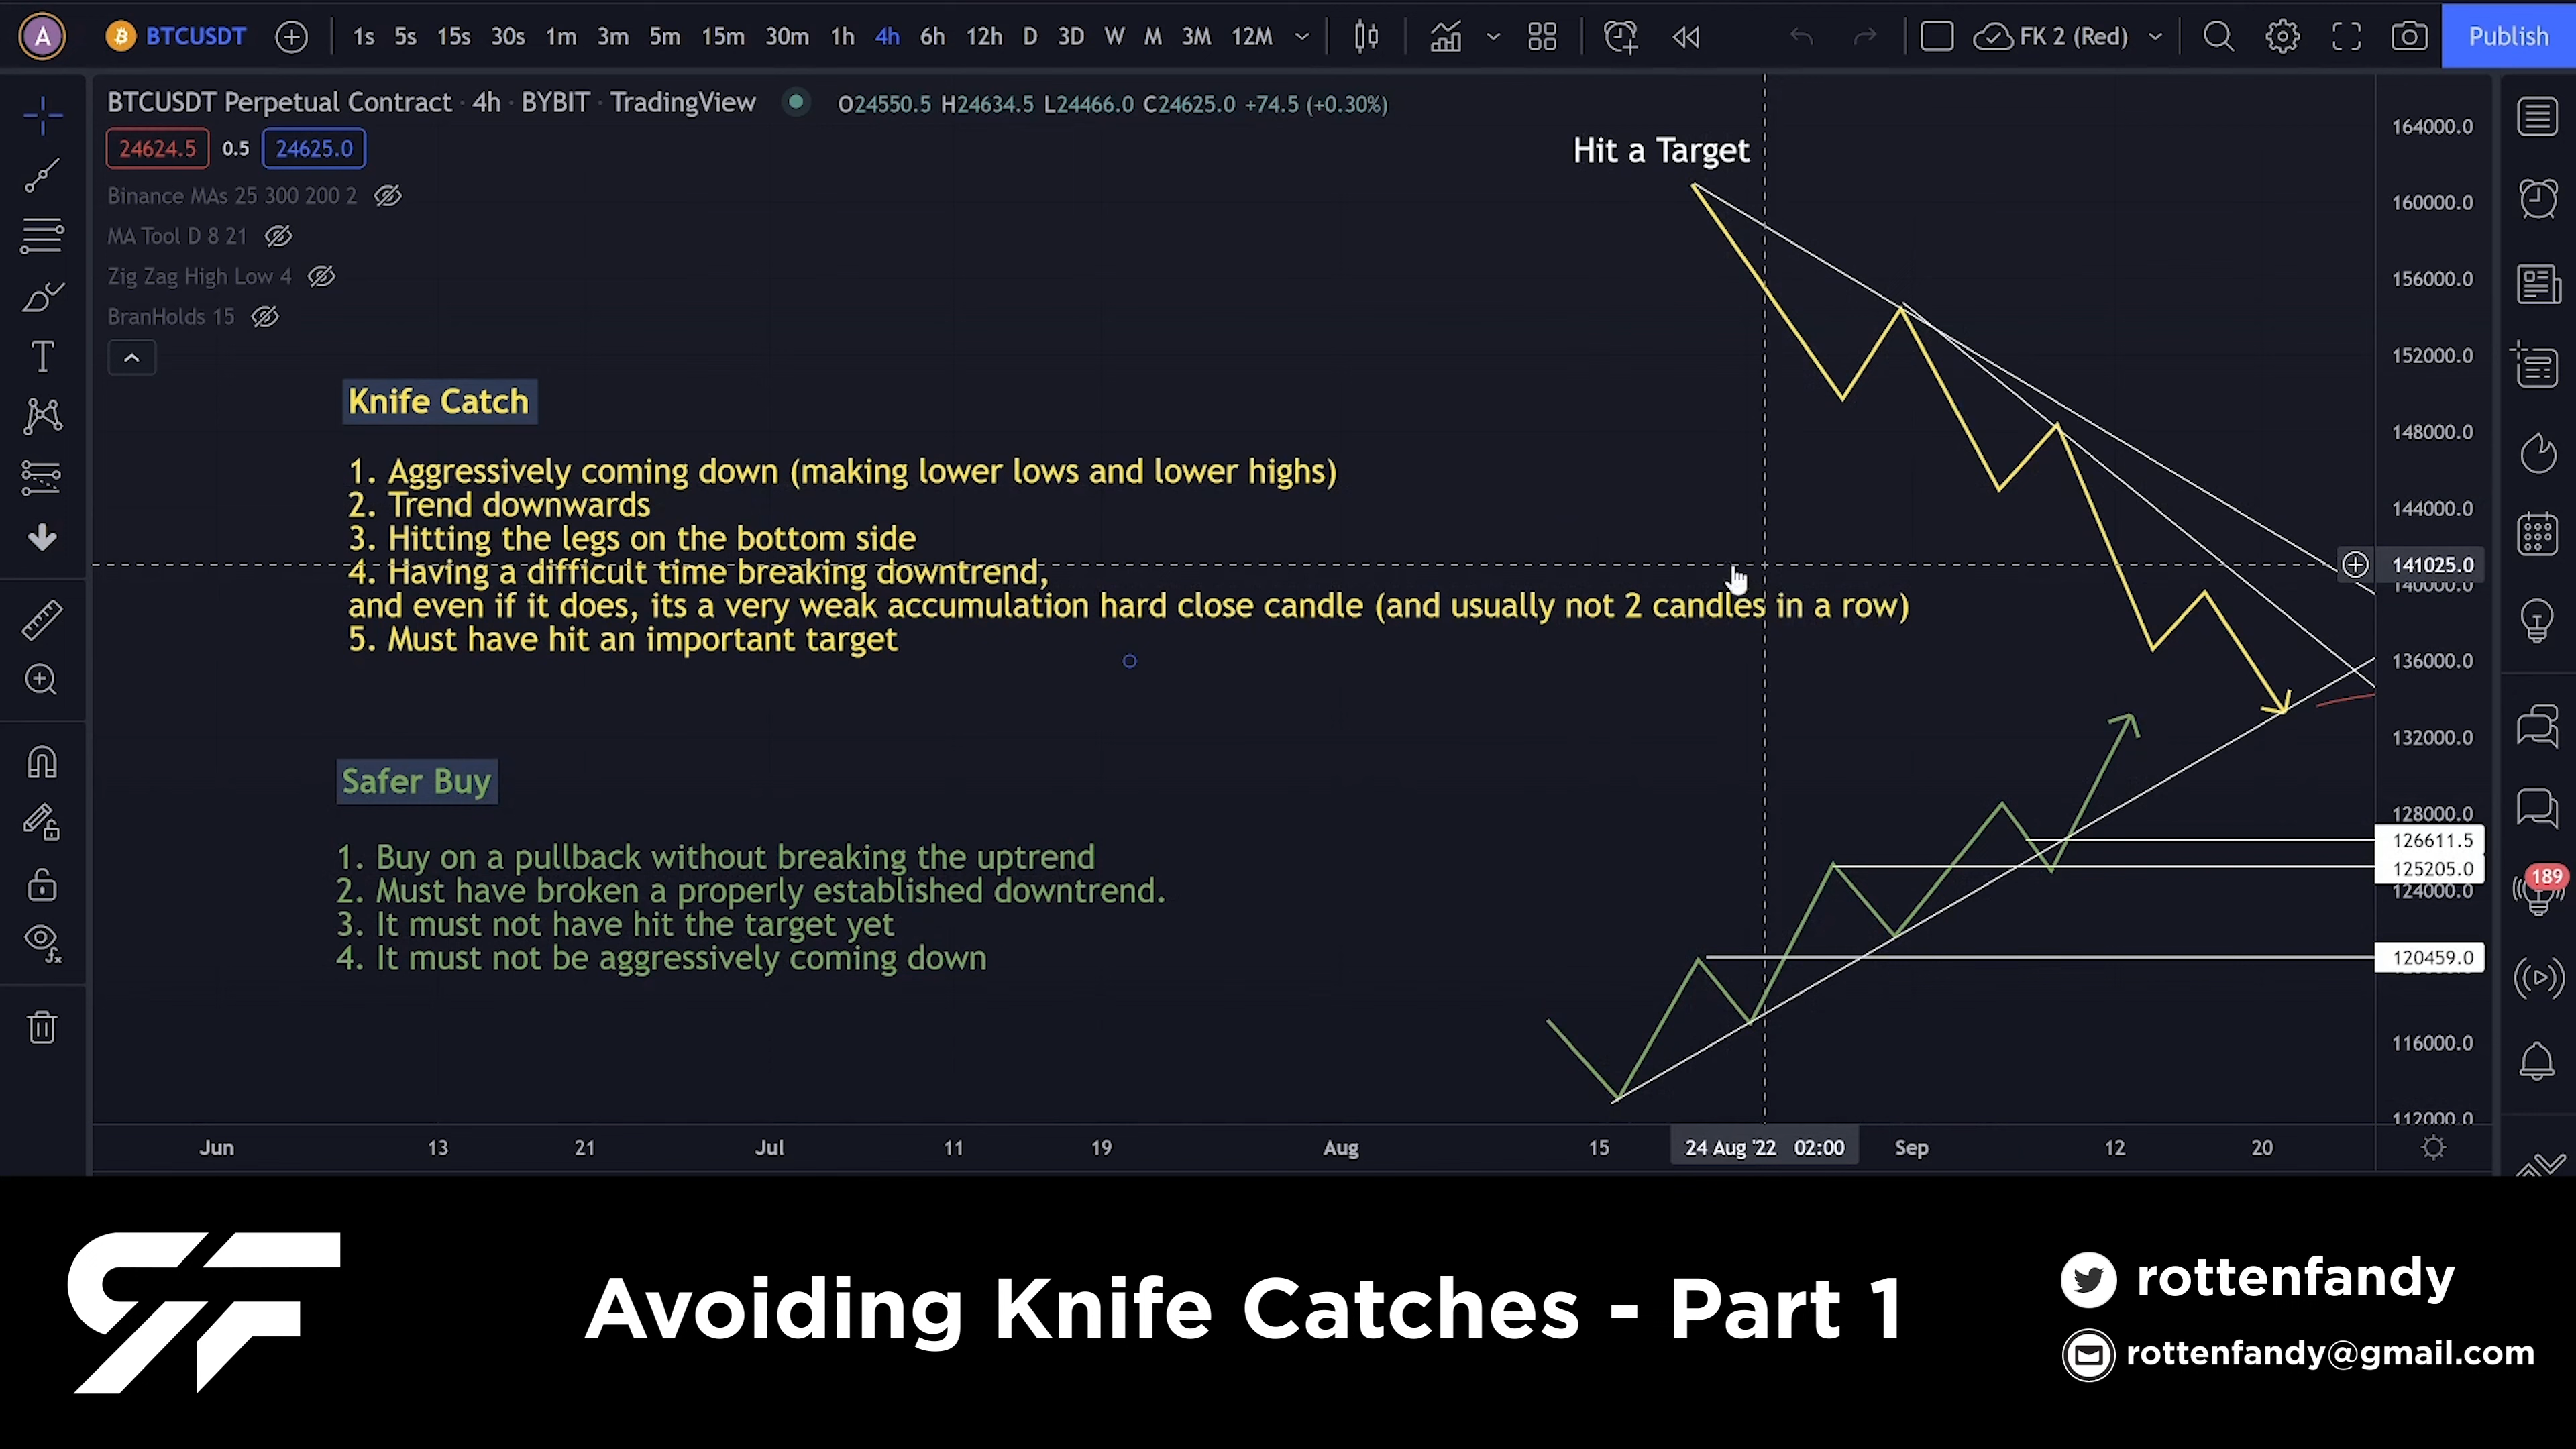 A BTCUSDT 1s 5s 15s 30s 1m 3m 5m 15m 30m 1h 4h 6h 12h D 3D W M 3M 12M FK 2 (Red) Publish
BTCUSDT Perpetual Contract · 4h · BYBIT · TradingView O24550.5 H24634.5 L24466.0 C24625.0 +74.5 (+0.30%)
24624.5 0.5 24625.0
Binance MAs 25 300 200 2
MA Tool D 8 21
Zig Zag High Low 4
BranHolds 15
Hit a Target
Knife Catch
1. Aggressively coming down (making lower lows and lower highs)
2. Trend downwards
3. Hitting the legs on the bottom side
4. Having a difficult time breaking downtrend,
and even if it does, its a very weak accumulation hard close candle (and usually not 2 candles in a row)
5. Must have hit an important target
Safer Buy
1. Buy on a pullback without breaking the uptrend
2. Must have broken a properly established downtrend.
3. It must not have hit the target yet
4. It must not be aggressively coming down
164000.0
160000.0
156000.0
152000.0
148000.0
144000.0
141025.0
140000.0
136000.0
132000.0
128000.0
126611.5
125205.0
124000.0
120459.0
116000.0
112000.0
189
Jun 13 21 Jul 11 19 Aug 15 24 Aug '22 02:00 Sep 12 20
Avoiding Knife Catches - Part 1
rottenfandy
rottenfandy@gmail.com